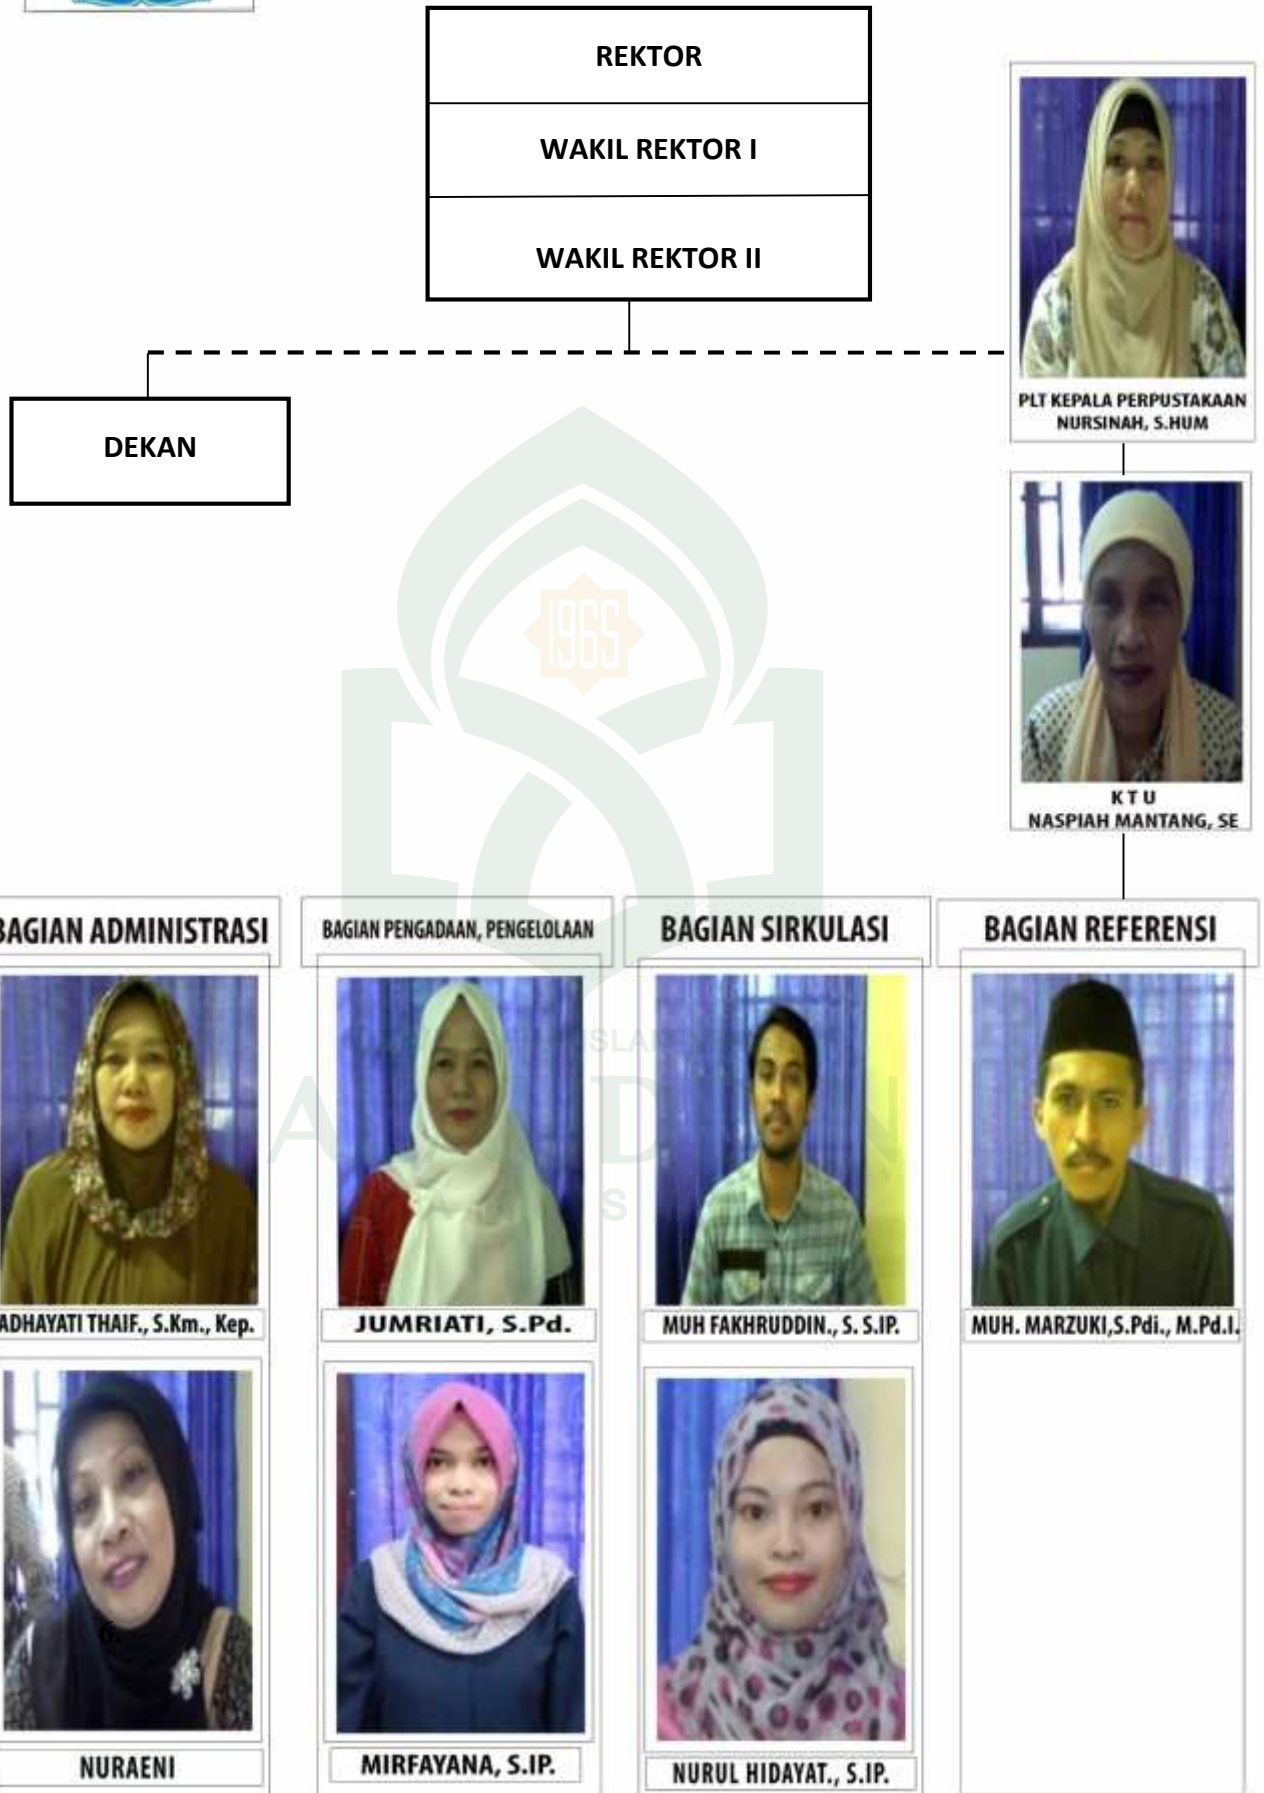 REKTOR
WAKIL REKTOR I
WAKIL REKTOR II
PLT KEPALA PERPUSTAKAAN
NURSINAH, S.HUM
DEKAN
1965
K T U
NASPIAH MANTANG, SE
BAGIAN ADMINISTRASI
BAGIAN PENGADAAN, PENGELOLAAN
BAGIAN SIRKULASI
BAGIAN REFERENSI
ADHAYATI THAIF., S.Km., Kep.
JUMRIATI, S.Pd.
MUH FAKHRUDDIN., S. S.IP.
MUH. MARZUKI,S.Pdi., M.Pd.I.
6.
NURAENI
MIRFAYANA, S.IP.
NURUL HIDAYAT., S.IP.